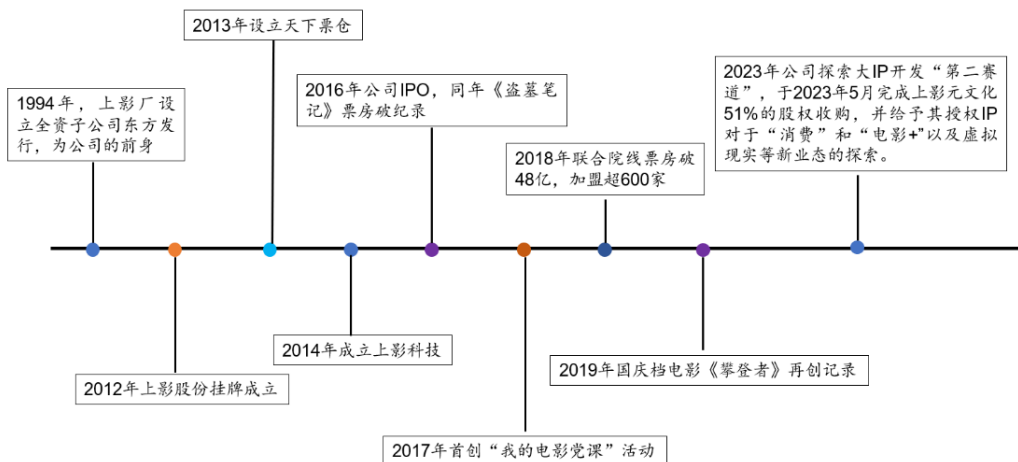 2013年设立天下票仓
1994年，上影厂设
立全资子公司东方发
行，为公司的前身
2016年公司IPO，同年《盗墓笔
记》票房破纪录
2018年联合院线票房破
48亿，加盟超600家
2023年公司探索大IP开发“第二赛
道”，于2023年5月完成上影元文化
51%的股权收购，并给予其授权IP
对于“消费”和“电影+”以及虚拟
现实等新业态的探索。
2012年上影股份挂牌成立
2014年成立上影科技
2017年首创“我的电影党课”活动
2019年国庆档电影《攀登者》再创记录